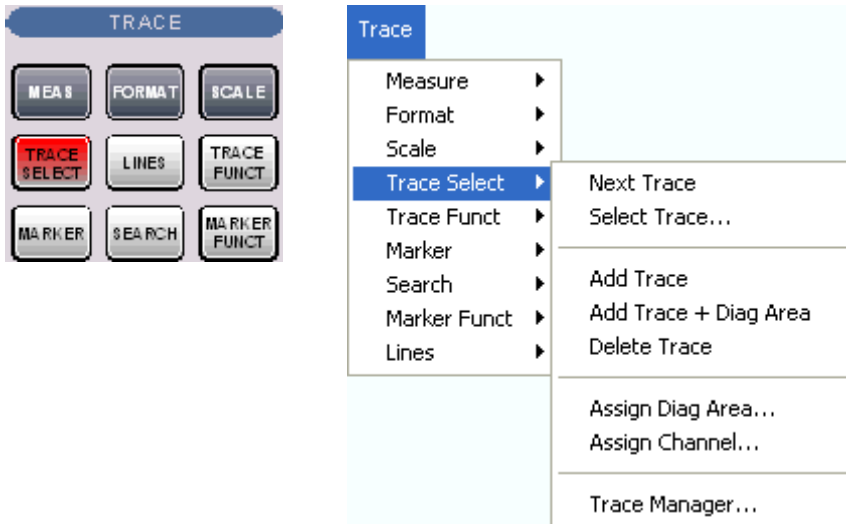 TRACE
MEAS FORMAT SCALE
TRACE SELECT LINES TRACE FUNCT
MARKER SEARCH MARKER FUNCT
Trace
Measure
Format
Scale
Trace Select
Trace Funct
Marker
Search
Marker Funct
Lines
Next Trace
Select Trace...
Add Trace
Add Trace + Diag Area
Delete Trace
Assign Diag Area...
Assign Channel...
Trace Manager...